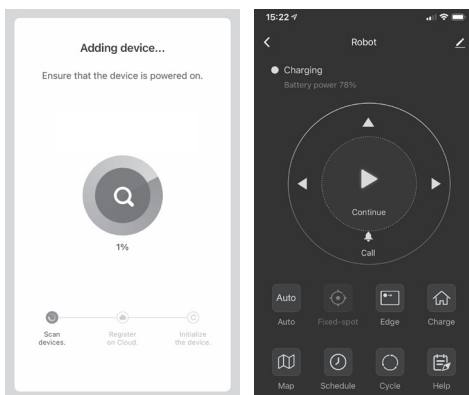 Adding device...
Ensure that the device is powered on.
1%
Scan
devices.
Register
on Cloud.
Initialize
the device.
15:22
Robot
Charging
Battery power 78%
Continue
Call
Auto
Auto
Fixed-spot
Edge
Charge
Map
Schedule
Cycle
Help